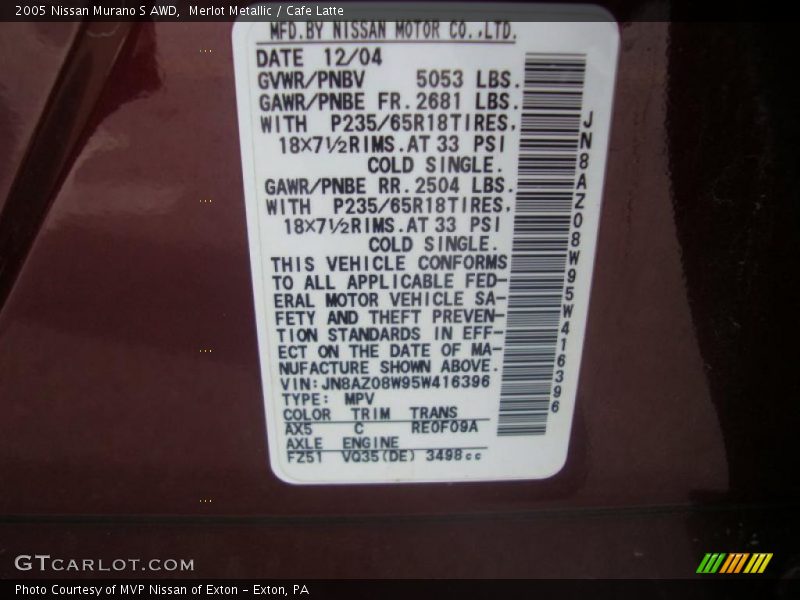 2005 Nissan Murano S AWD,  Merlot Metallic / Cafe Latte
MFD.BY NISSAN MOTOR CO.,LTD.
DATE 12/04
GVWR/PNBV 5053 LBS.
GAWR/PNBE FR.2681 LBS.
WITH P235/65R18TIRES.
18×7½RIMS.AT 33 PSI
COLD SINGLE.
GAWR/PNBE RR.2504 LBS.
WITH P235/65R18TIRES.
18×7½RIMS.AT 33 PSI
COLD SINGLE.
THIS VEHICLE CONFORMS
TO ALL APPLICABLE FED-
ERAL MOTOR VEHICLE SA-
FETY AND THEFT PREVEN-
TION STANDARDS IN EFF-
ECT ON THE DATE OF MA-
NUFACTURE SHOWN ABOVE.
VIN:JN8AZ08W95W416396
TYPE: MPV
COLOR TRIM TRANS
AX5 C RE0F09A
AXLE ENGINE
FZ51 VQ35(DE) 3498cc
JN8AZ08W95W416396
GTCARLOT.COM
Photo Courtesy of MVP Nissan of Exton - Exton, PA